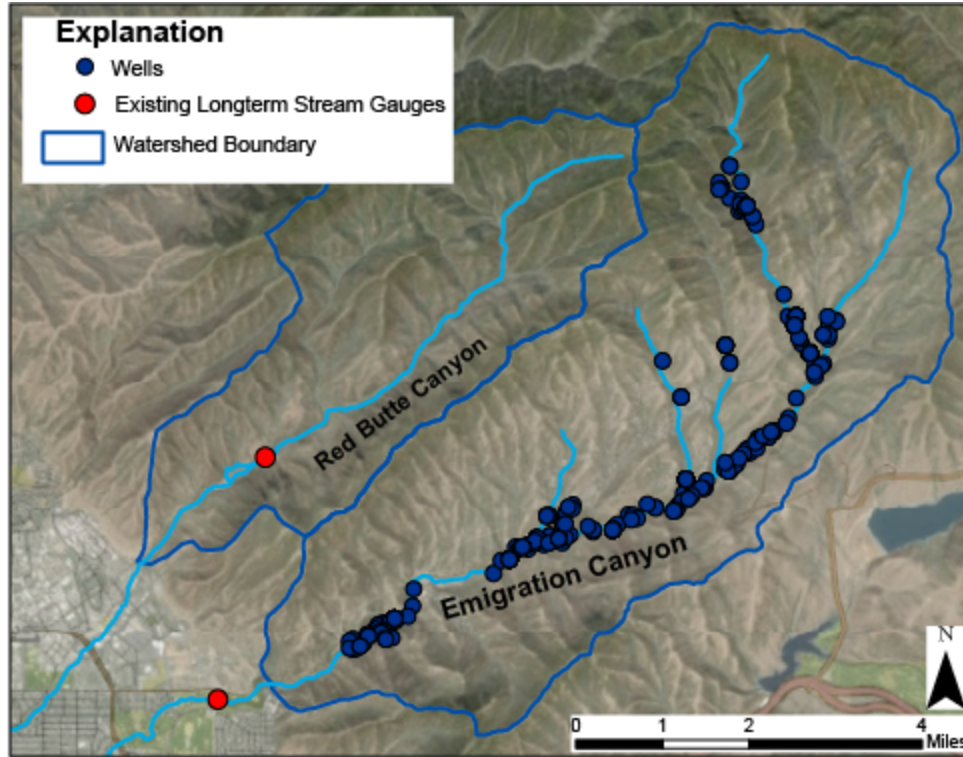 Explanation
Wells
Existing Longterm Stream Gauges
Watershed Boundary
Red Butte Canyon
Emigration Canyon
N
0 1 2 4
Miles